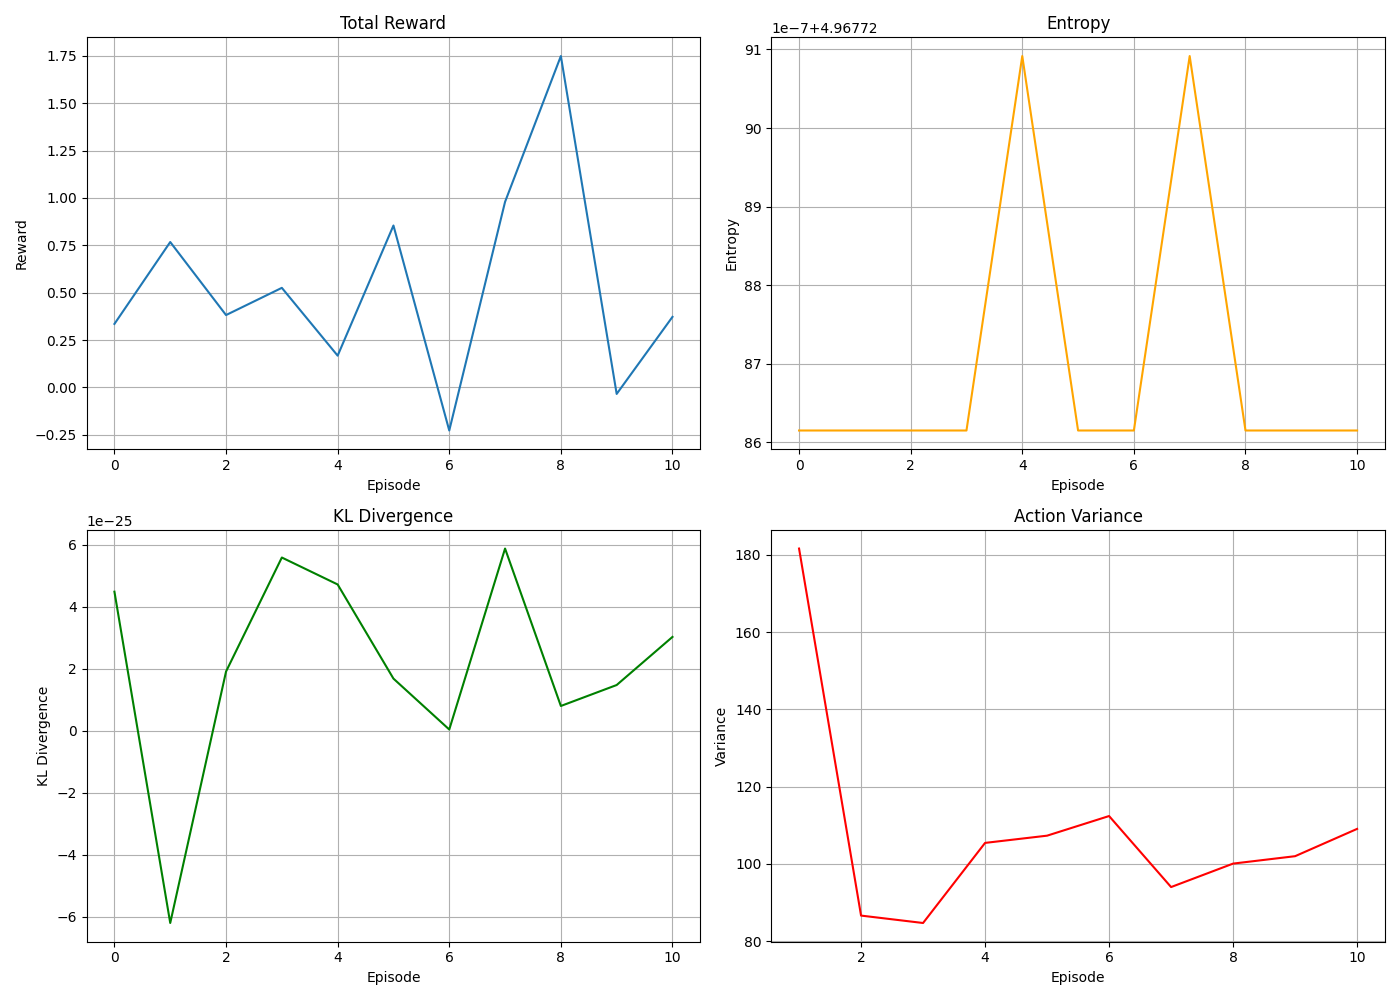 Total Reward
Reward
1.75
1.50
1.25
1.00
0.75
0.50
0.25
0.00
−0.25
0 2 4 6 8 10
Episode
Entropy
1e−7+4.96772
Entropy
91
90
89
88
87
86
0 2 4 6 8 10
Episode
KL Divergence
1e−25
KL Divergence
6
4
2
0
−2
−4
−6
0 2 4 6 8 10
Episode
Action Variance
Variance
180
160
140
120
100
80
2 4 6 8 10
Episode